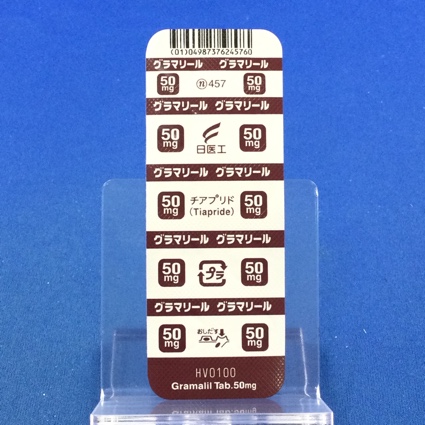 (01)04987376245760
グラマリール グラマリール
50mg ㋤457 50mg
グラマリール グラマリール
50mg 日医工 50mg
グラマリール グラマリール
50mg チアプリド 50mg
(Tiapride)
グラマリール グラマリール
50mg プラ 50mg
グラマリール グラマリール
50mg おしだす 50mg
HV0100
Gramalil Tab.50mg